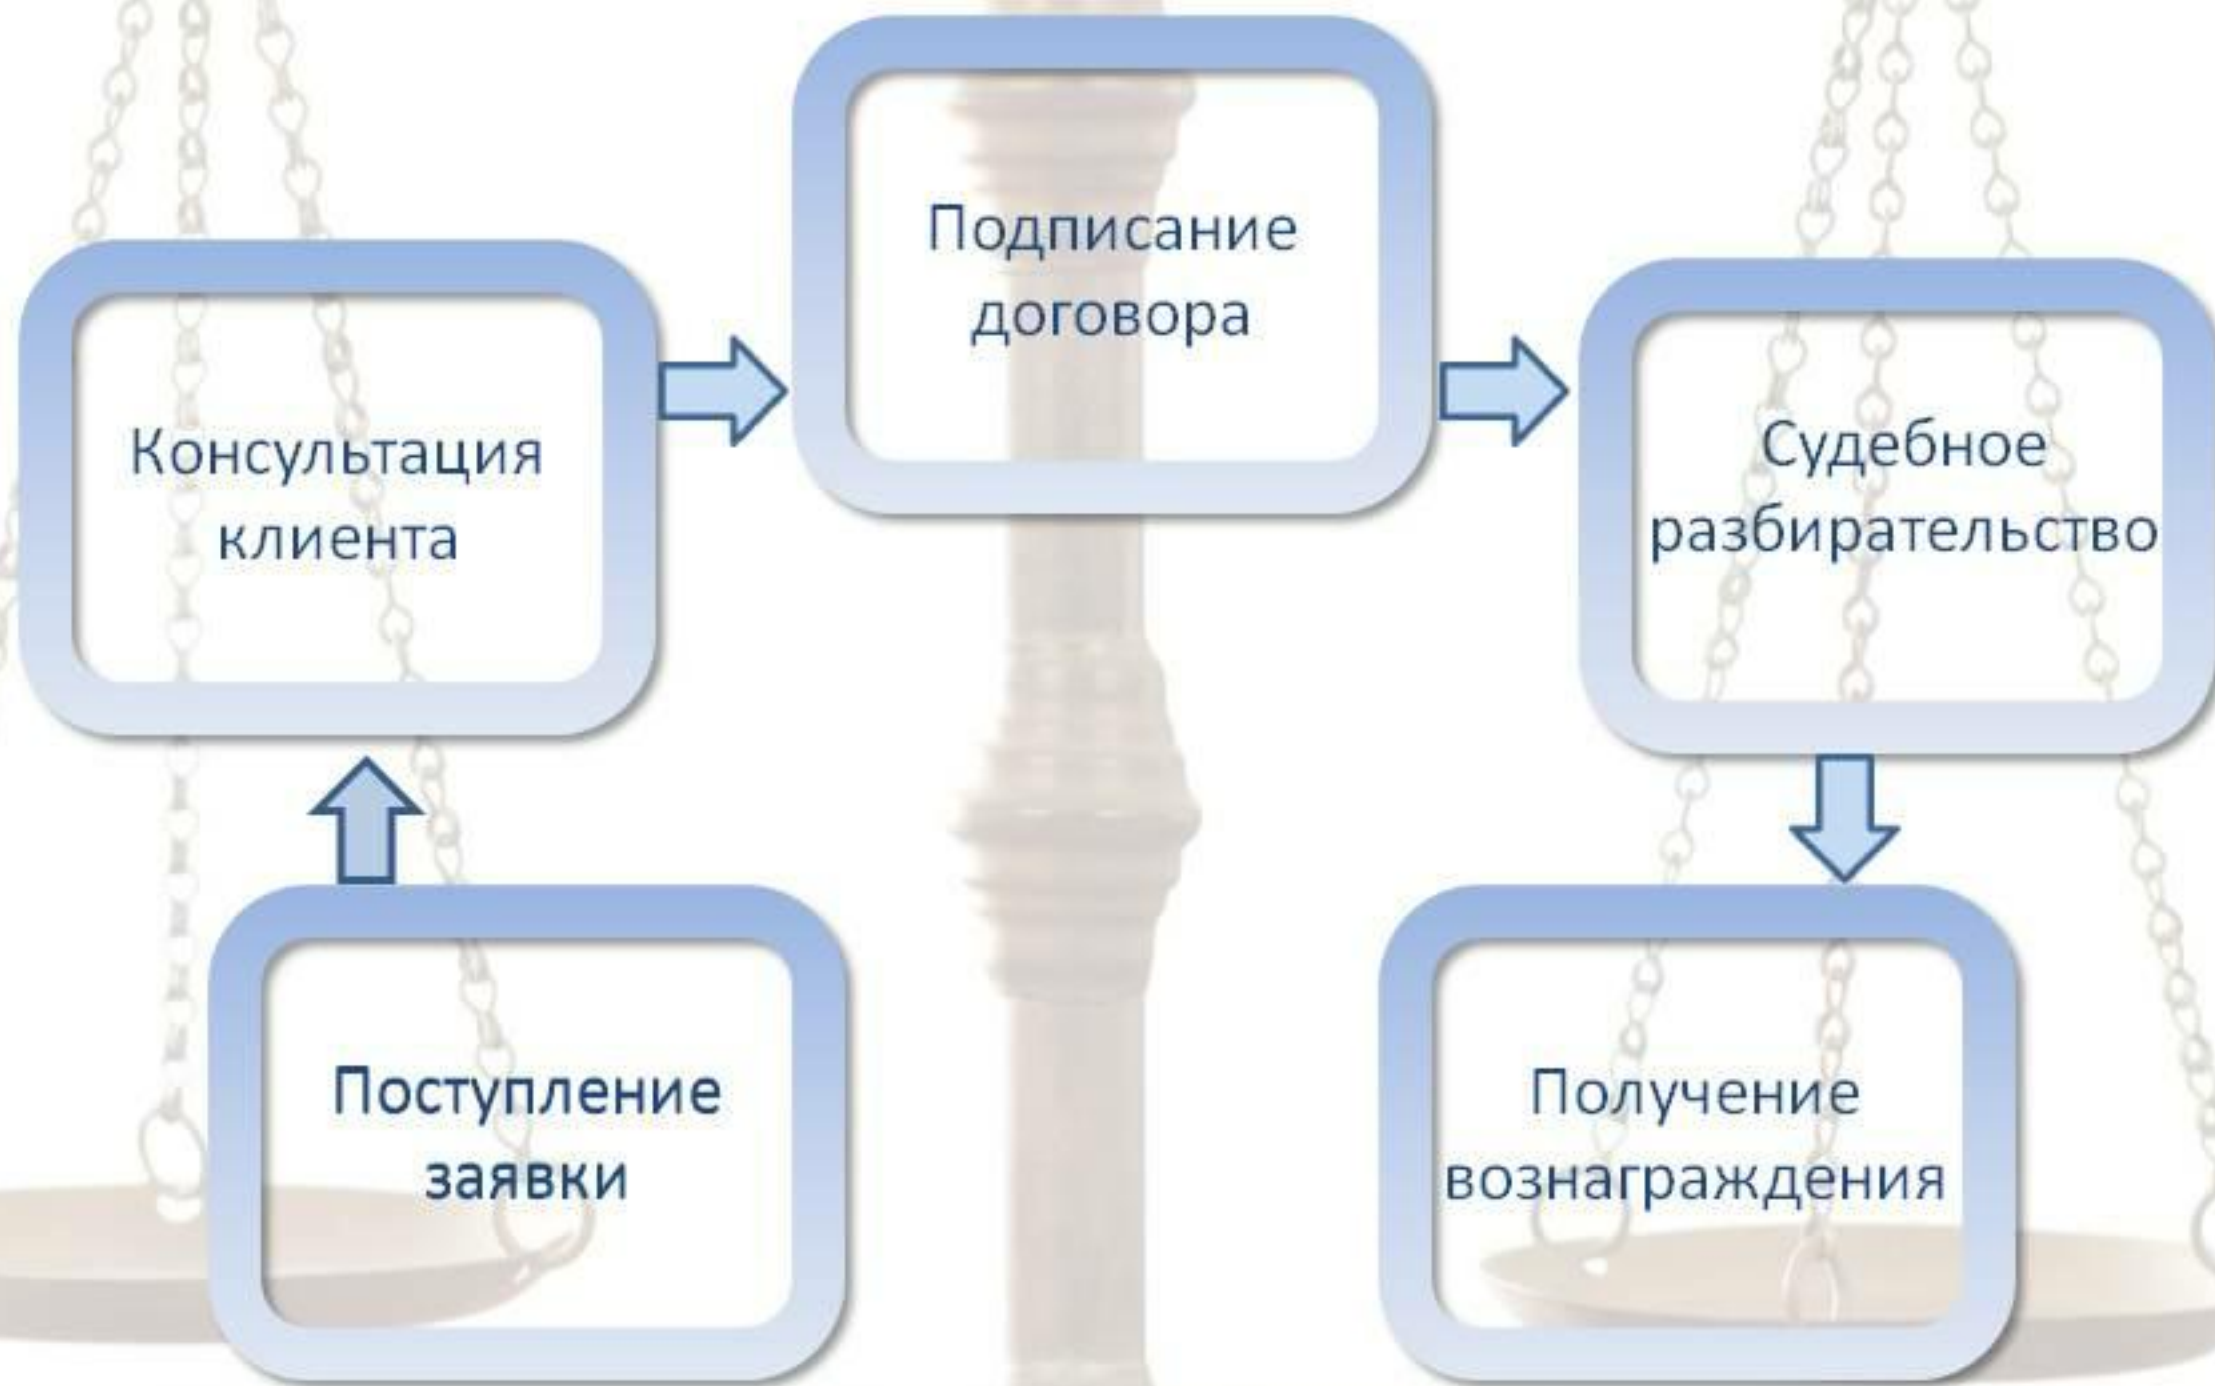 Подписание
договора
Консультация
клиента
Судебное
разбирательство
Поступление
заявки
Получение
вознаграждения